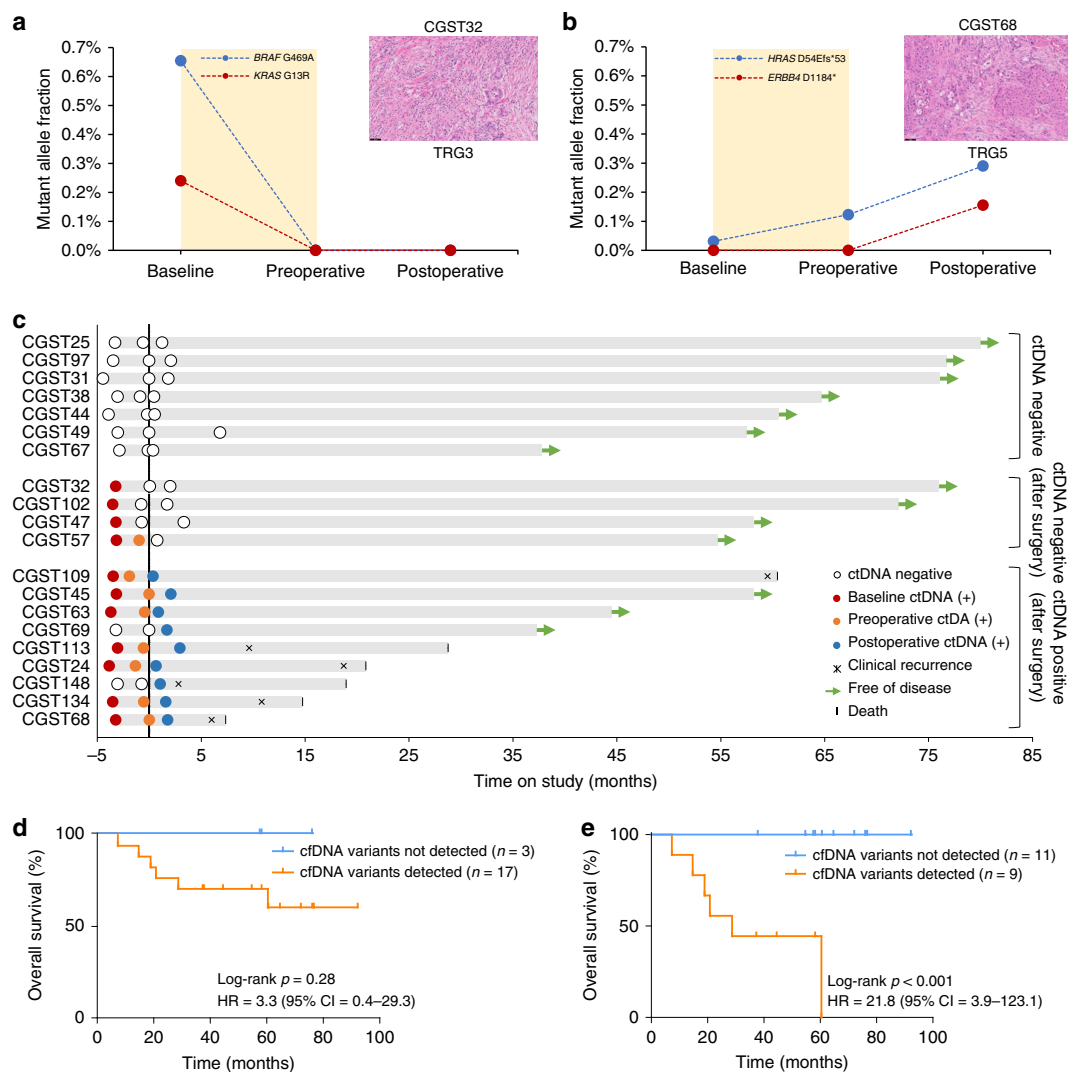 a
CGST32
0.7%
0.6%
0.5%
0.4%
0.3%
0.2%
0.1%
0.0%
Mutant allele fraction
BRAF G469A
KRAS G13R
TRG3
Baseline
Preoperative
Postoperative
b
CGST68
0.7%
0.6%
0.5%
0.4%
0.3%
0.2%
0.1%
0.0%
Mutant allele fraction
HRAS D54Efs*53
ERBB4 D1184*
TRG5
Baseline
Preoperative
Postoperative
c
CGST25
CGST97
CGST31
CGST38
CGST44
CGST49
CGST67
CGST32
CGST102
CGST47
CGST57
CGST109
CGST45
CGST63
CGST69
CGST113
CGST24
CGST148
CGST134
CGST68
ctDNA negative
ctDNA negative
(after surgery)
ctDNA positive
(after surgery)
ctDNA negative
Baseline ctDNA (+)
Preoperative ctDA (+)
Postoperative ctDNA (+)
Clinical recurrence
Free of disease
Death
–5 5 15 25 35 45 55 65 75 85
Time on study (months)
d
100
50
0
Overall survival (%)
cfDNA variants not detected (n = 3)
cfDNA variants detected (n = 17)
Log-rank p = 0.28
HR = 3.3 (95% CI = 0.4–29.3)
0 20 40 60 80 100
Time (months)
e
100
50
0
Overall survival (%)
cfDNA variants not detected (n = 11)
cfDNA variants detected (n = 9)
Log-rank p < 0.001
HR = 21.8 (95% CI = 3.9–123.1)
0 20 40 60 80 100
Time (months)